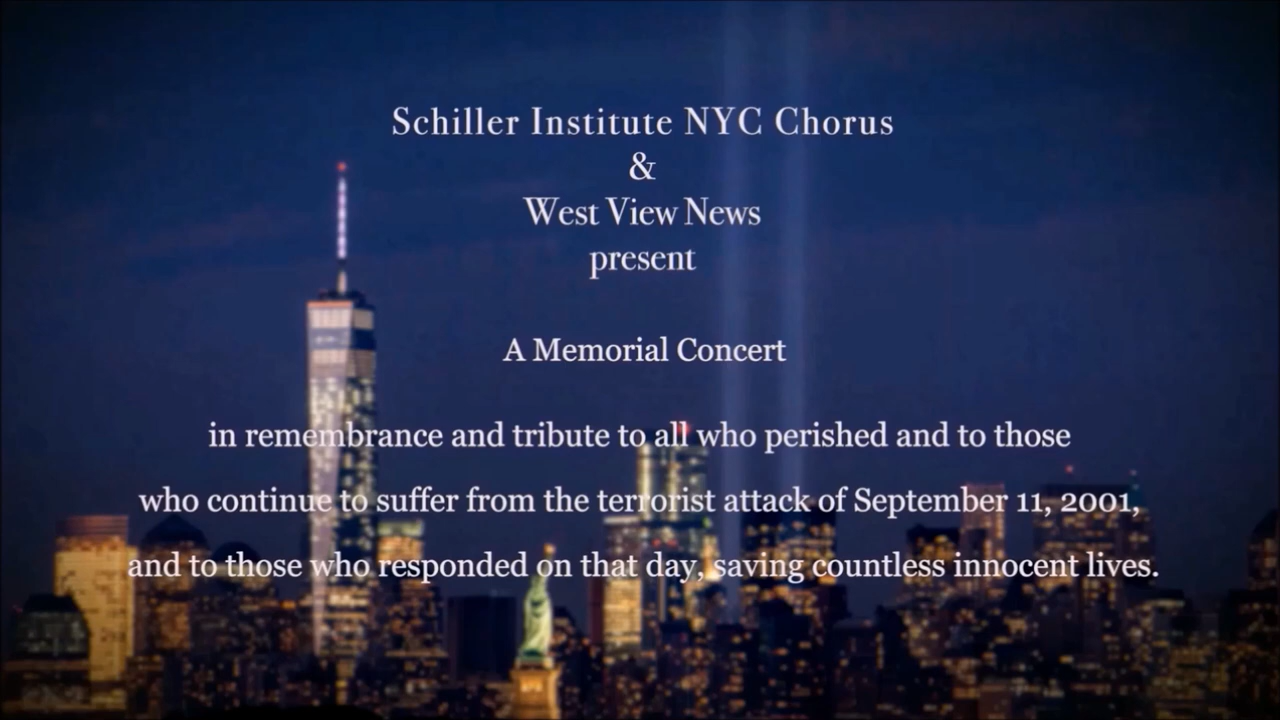 Schiller Institute NYC Chorus
&
West View News
present
A Memorial Concert
in remembrance and tribute to all who perished and to those
who continue to suffer from the terrorist attack of September 11, 2001,
and to those who responded on that day, saving countless innocent lives.